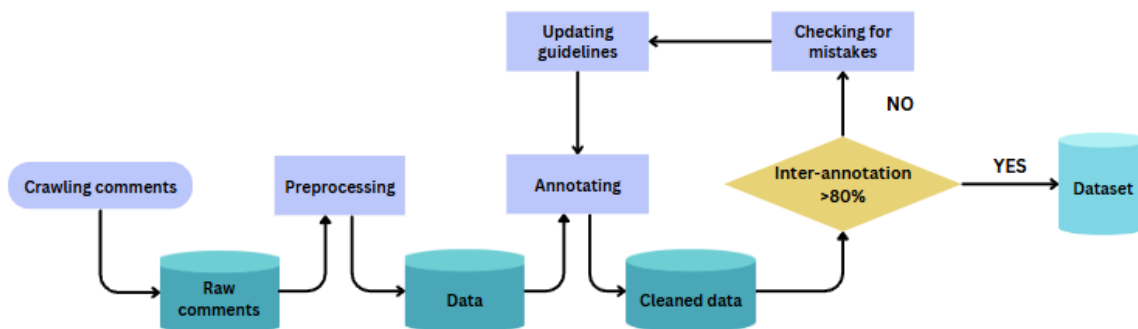 Updating
guidelines
Checking for
mistakes
NO
Crawling comments
Preprocessing
Annotating
Inter-annotation
>80%
YES
Dataset
Raw
comments
Data
Cleaned data